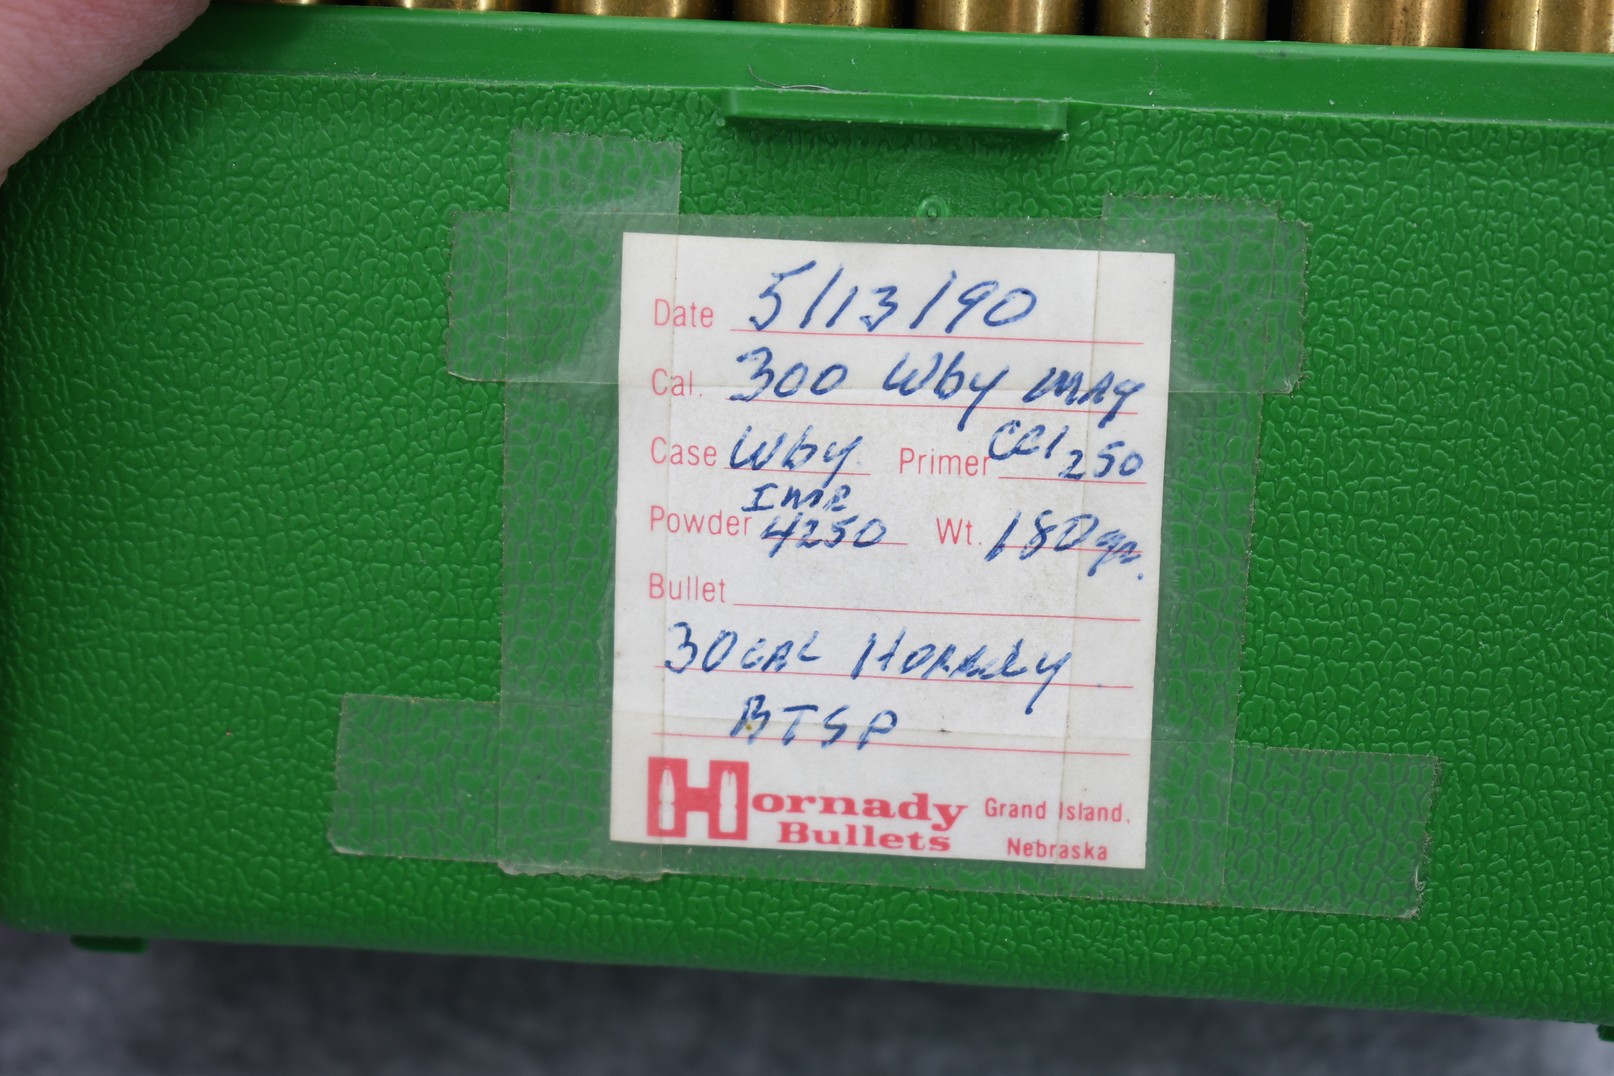 Date 5/13/90
Cal. 300 Wby MAG
Case Wby. Primer CCI 250
IMR
Powder 4250 Wt. 180 gr.
Bullet
30 CAL HORNADY
BTSP
Hornady Grand Island,
Bullets Nebraska